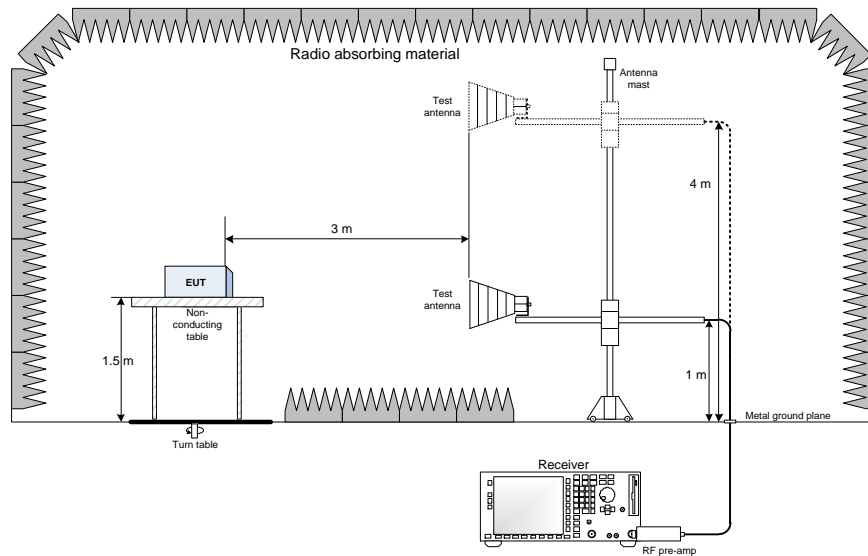 Radio absorbing material
Antenna
mast
Test
antenna
4 m
3 m
EUT
Test
antenna
Non-
conducting
table
1.5 m
1 m
Metal ground plane
Turn table
Receiver
RF pre-amp